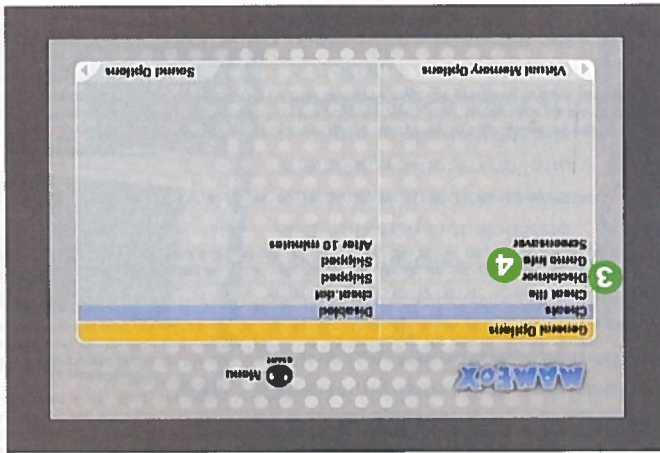 MAMEOX
START Menu
General Options
Cheats Disabled
Cheat file cheat.dat
Disclaimer Skipped
Game Info Skipped
Screensaver After 10 minutes
3
4
Virtual Memory Options Sound Options